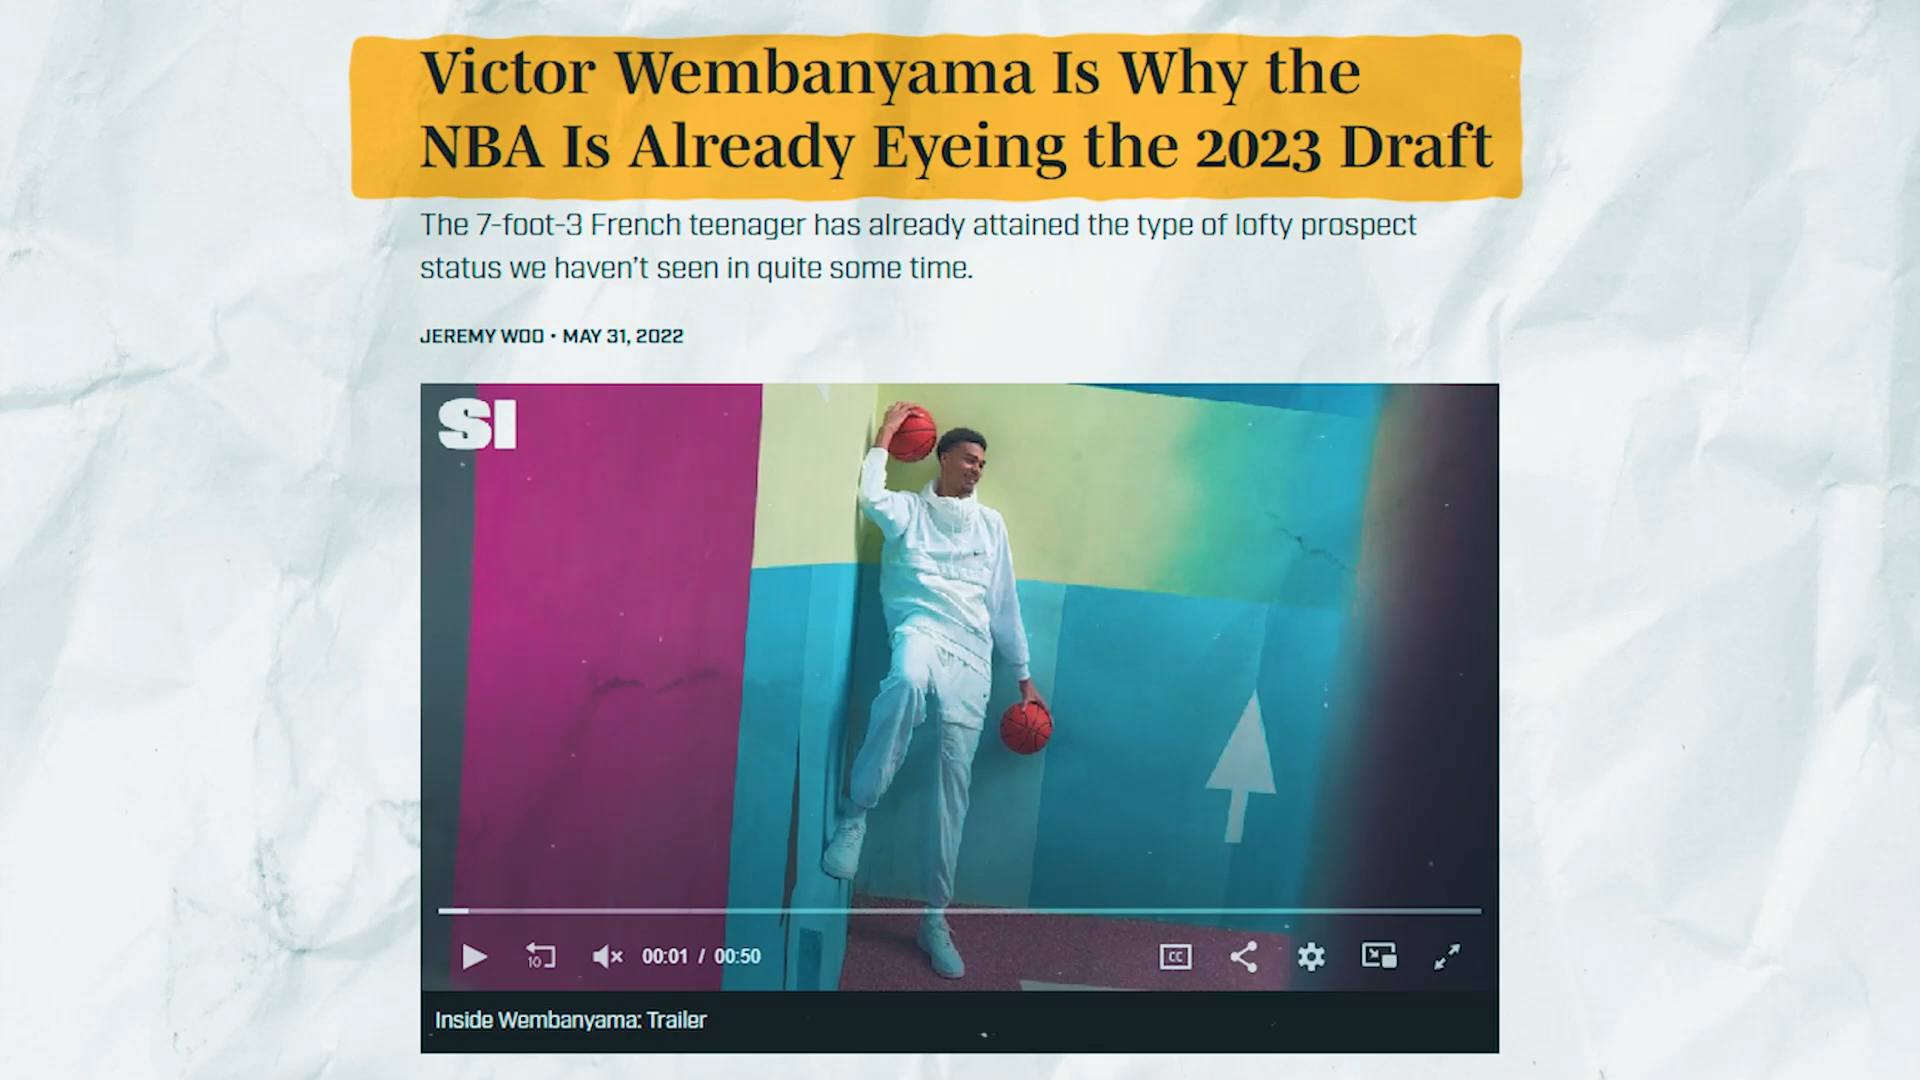 Victor Wembanyama Is Why the
NBA Is Already Eyeing the 2023 Draft
The 7-foot-3 French teenager has already attained the type of lofty prospect
status we haven't seen in quite some time.
JEREMY WOO • MAY 31, 2022
SI
10
00:01 / 00:50
CC
Inside Wembanyama: Trailer